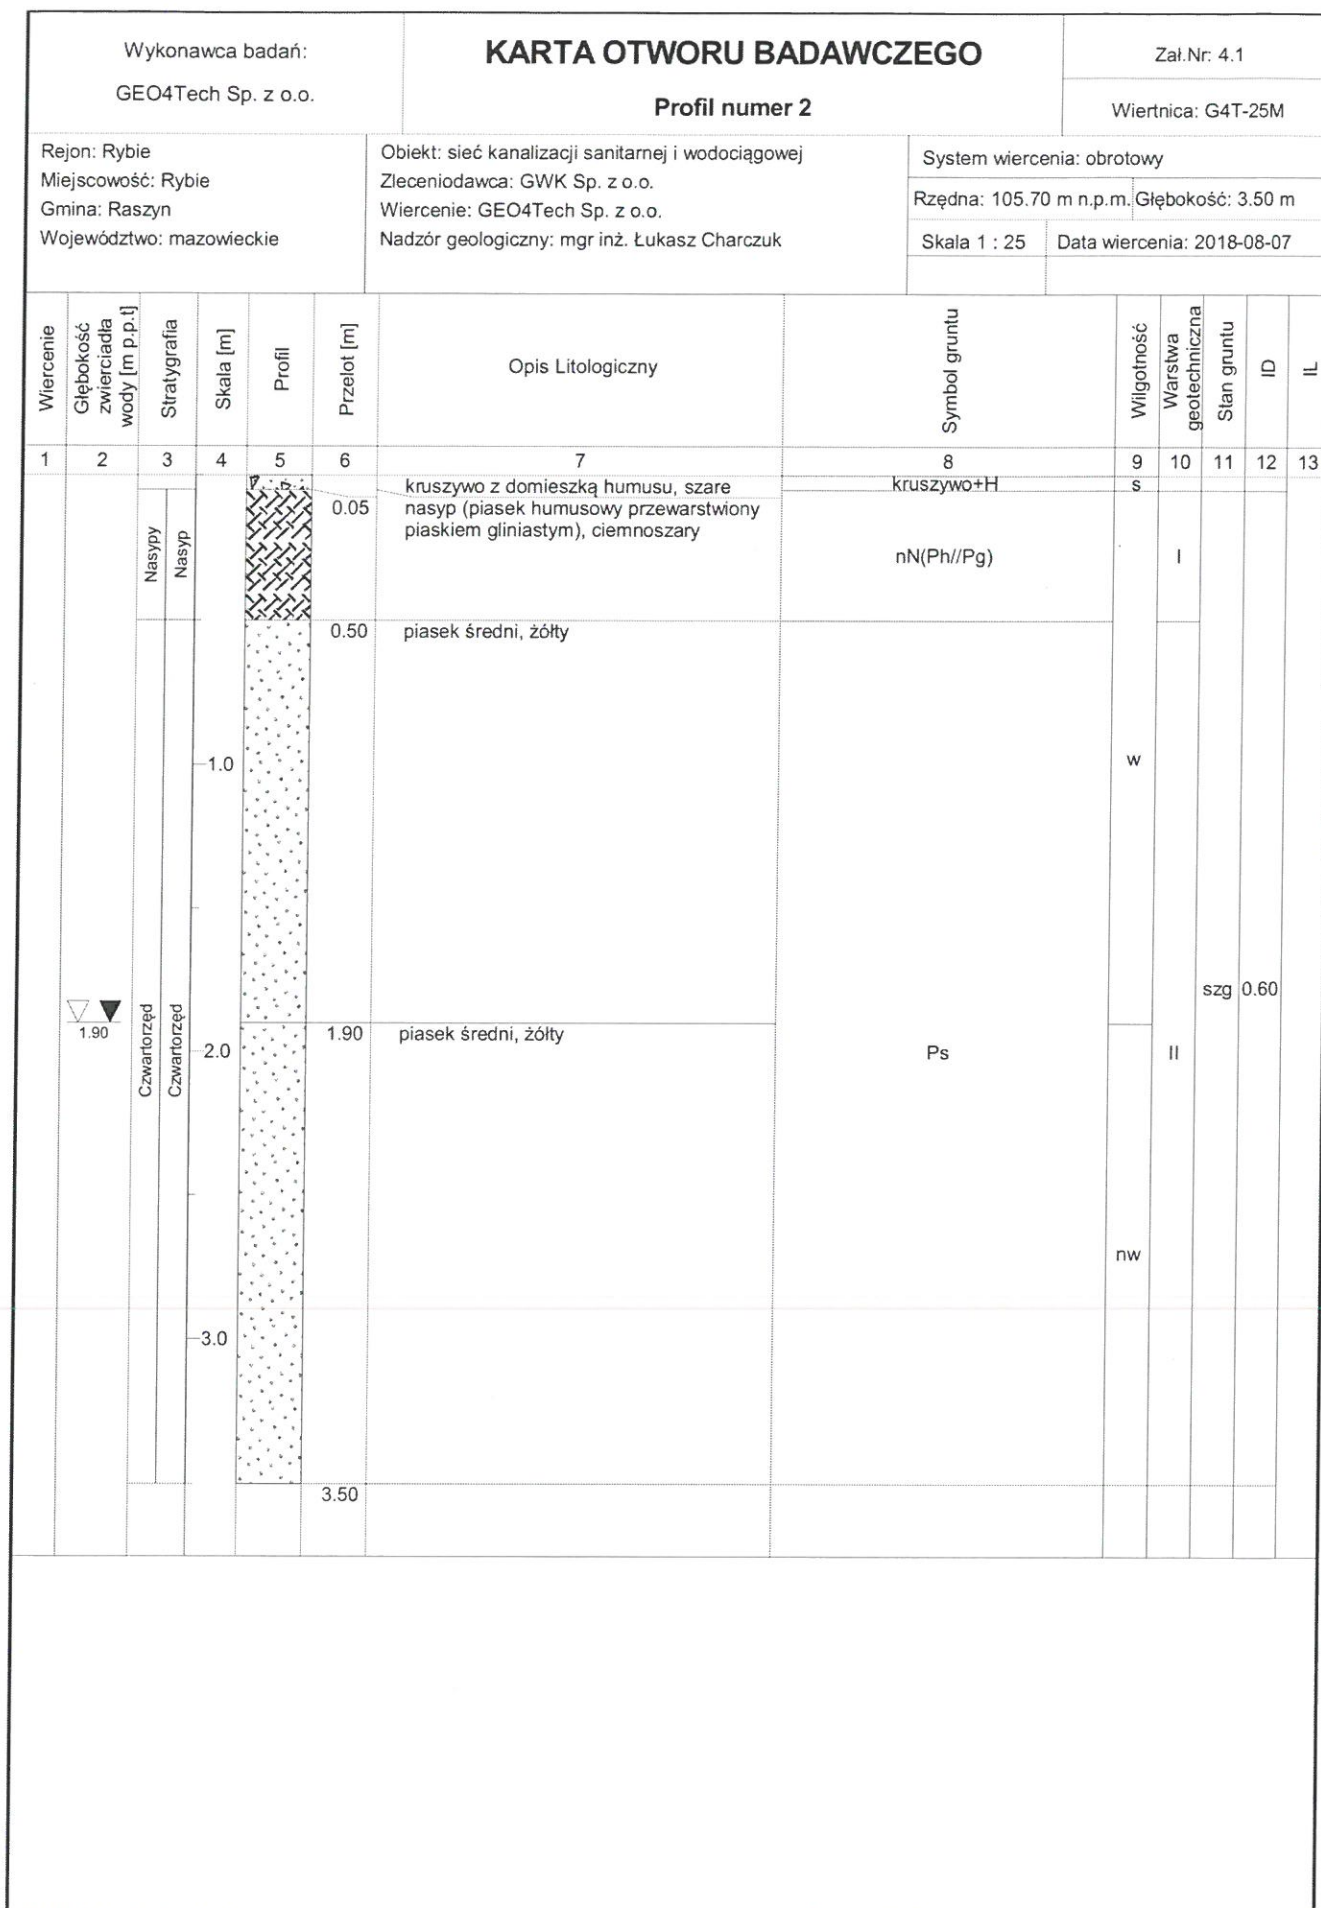 Wykonawca badań:
GEO4Tech Sp. z o.o.
KARTA OTWORU BADAWCZEGO
Profil numer 2
Zał.Nr: 4.1
Wiertnica: G4T-25M
Rejon: Rybie
Miejscowość: Rybie
Gmina: Raszyn
Województwo: mazowieckie
Obiekt: sieć kanalizacji sanitarnej i wodociągowej
Zleceniodawca: GWK Sp. z o.o.
Wiercenie: GEO4Tech Sp. z o.o.
Nadzór geologiczny: mgr inż. Łukasz Charczuk
System wiercenia: obrotowy
Rzędna: 105.70 m n.p.m. Głębokość: 3.50 m
Skala 1 : 25 Data wiercenia: 2018-08-07
Wiercenie
Głębokość
zwierciadła
wody [m p.p.t]
Stratygrafia
Skala [m]
Profil
Przelot [m]
Opis Litologiczny
Symbol gruntu
Wilgotność
Warstwa
geotechniczna
Stan gruntu
ID
IL
1 2 3 4 5 6 7 8 9 10 11 12 13
kruszywo z domieszką humusu, szare kruszywo+H s
0.05 nasyp (piasek humusowy przewarstwiony
piaskiem gliniastym), ciemnoszary
Nasypy
Nasyp
nN(Ph//Pg) I
0.50 piasek średni, żółty
1.0 w
szg 0.60
1.90
1.90 piasek średni, żółty
Czwartorzęd
Czwartorzęd
2.0 Ps II
nw
3.0
3.50